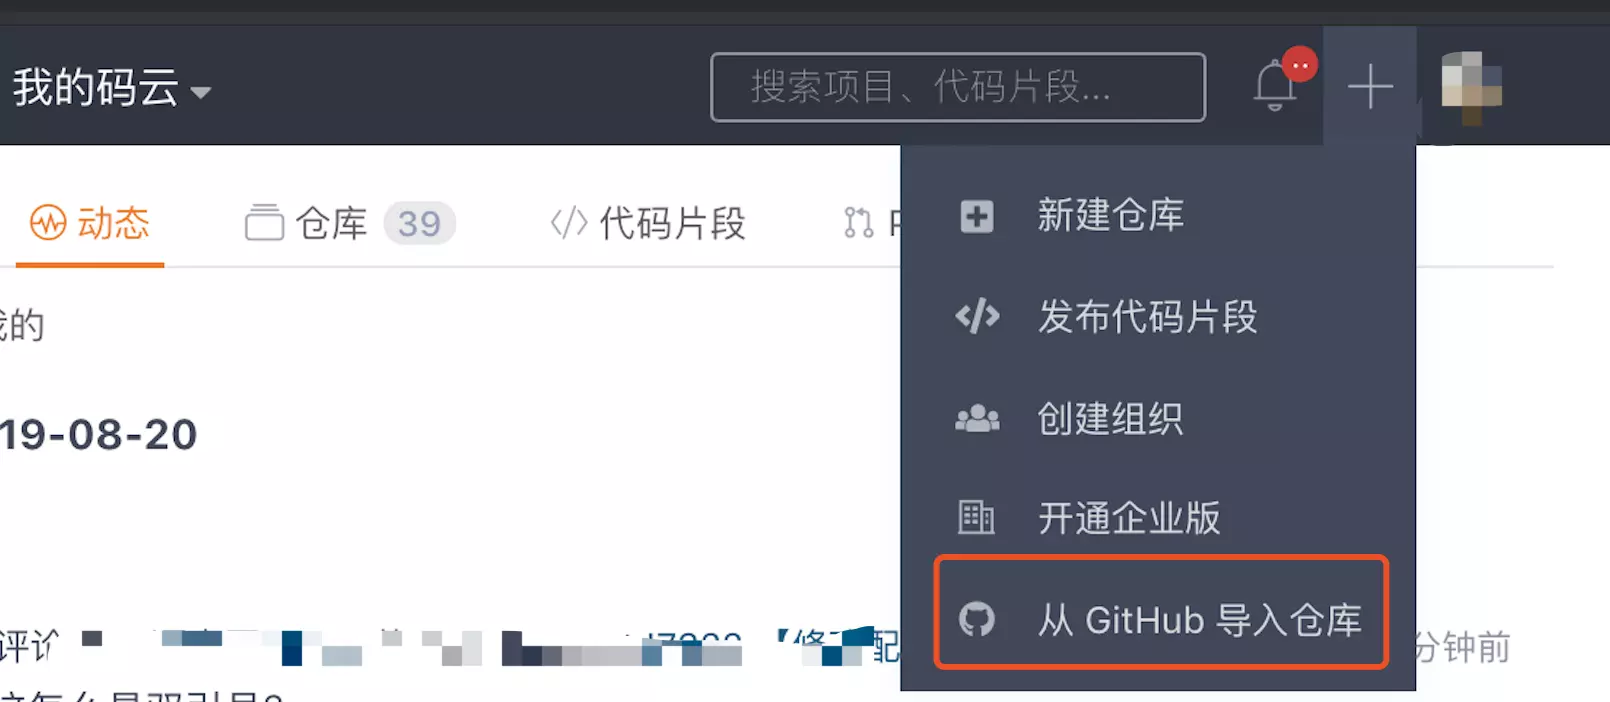 我的码云
搜索项目、代码片段...
动态
仓库 39
代码片段
新建仓库
发布代码片段
创建组织
开通企业版
从 GitHub 导入仓库
我的
19-08-20
评论
配
分钟前